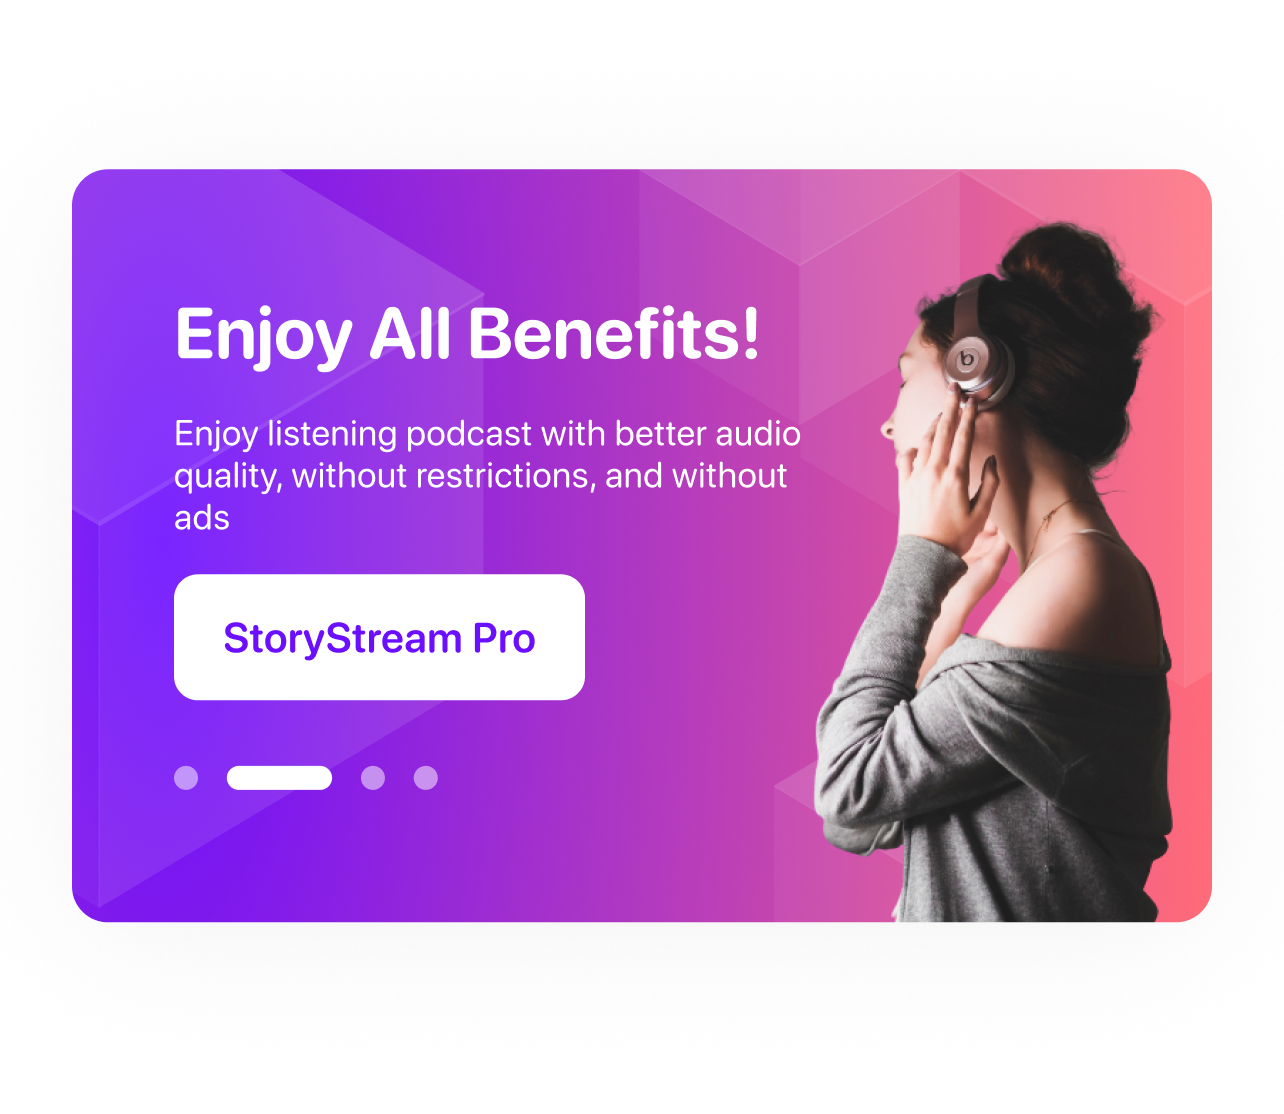 Enjoy All Benefits!
Enjoy listening podcast with better audio
quality, without restrictions, and without
ads
StoryStream Pro
b